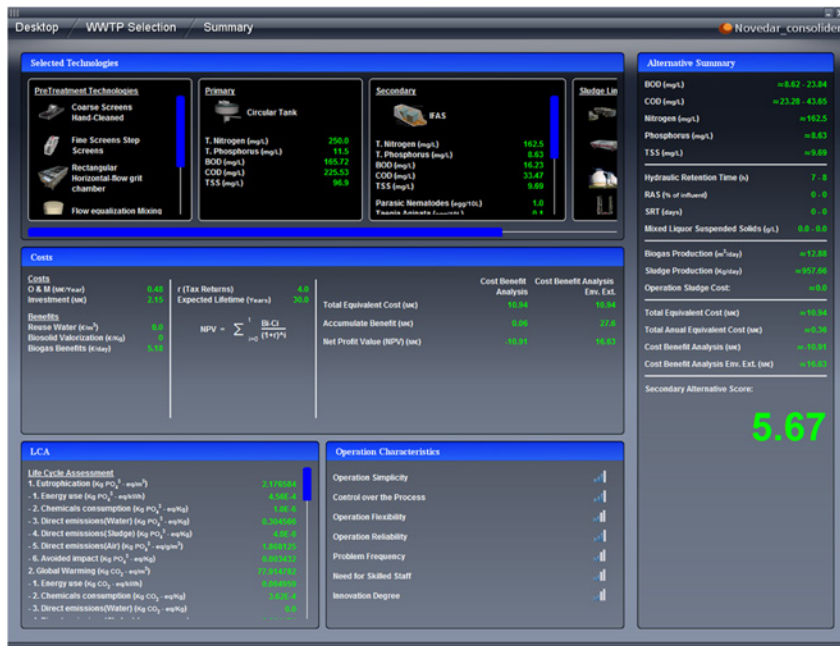 Desktop / WWTP Selection / Summary
Novedar_consolider
Selected Technologies
PreTreatment Technologies
Coarse Screens
Hand-Cleaned
Fine Screens Step
Screens
Rectangular
Horizontal-flow grit
chamber
Flow equalization Mixing
Primary
Circular Tank
T. Nitrogen (mg/L) 250.0
T. Phosphorus (mg/L) 11.5
BOD (mg/L) 165.72
COD (mg/L) 225.53
TSS (mg/L) 96.9
Secondary
IFAS
T. Nitrogen (mg/L) 162.5
T. Phosphorus (mg/L) 8.63
BOD (mg/L) 16.23
COD (mg/L) 33.47
TSS (mg/L) 9.69
Parasic Nematodes (egg/10L) 1.0
Taenia Aginata (egg/10L) 0.1
Sludge Lin
Costs
Costs
O & M (M€/Year) 0.48
Investment (M€) 2.15
Benefits
Reuse Water (€/m³) 0.0
Biosolid Valorization (€/Kg) 0
Biogas Benefits (€/day) 5.18
r (Tax Returns) 4.0
Expected Lifetime (Years) 30.0
NPV = ∑ t i=0 Bi-Ci (1+r)^i
Cost Benefit Analysis
Cost Benefit Analysis Env. Ext.
Total Equivalent Cost (M€) 10.94 10.94
Accumulate Benefit (M€) 0.06 27.6
Net Profit Value (NPV) (M€) -10.91 16.63
LCA
Life Cycle Assessment
1. Eutrophication (Kg PO₄³ - eq/m³) 2.176584
- 1. Energy use (Kg PO₄³ - eq/kWh) 4.56E-4
- 2. Chemicals consumption (Kg PO₄³ - eq/Kg) 1.0E-6
- 3. Direct emissions(Water) (Kg PO₄³ - eq/Kg) 0.304566
- 4. Direct emissions(Sludge) (Kg PO₄³ - eq/Kg)
- 5. Direct emissions(Air) (Kg PO₄³ - eq/g/m³) 1.868125
- 6. Avoided impact (Kg PO₄³ - eq/Kg) 0.003432
2. Global Warming (Kg CO₂ - eq/m³) 77.914782
- 1. Energy use (Kg CO₂ - eq/kWh)
- 2. Chemicals consumption (Kg CO₂ - eq/Kg) 3.62E-4
- 3. Direct emissions(Water) (Kg CO₂ - eq/Kg) 0.0
Operation Characteristics
Operation Simplicity
Control over the Process
Operation Flexibility
Operation Reliability
Problem Frequency
Need for Skilled Staff
Innovation Degree
Alternative Summary
BOD (mg/L) ≈8.62 - 23.84
COD (mg/L) ≈23.28 - 43.65
Nitrogen (mg/L) ≈162.5
Phosphorus (mg/L) ≈8.63
TSS (mg/L) ≈9.69
Hydraulic Retention Time (h) 7 - 8
RAS (% of influent) 0 - 0
SRT (days) 0 - 0
Mixed Liquor Suspended Solids (g/L) 0.0 - 0.0
Biogas Production (m³/day) ≈12.88
Sludge Production (Kg/day) ≈957.66
Operation Sludge Cost: ≈0.0
Total Equivalent Cost (M€) ≈10.94
Total Anual Equivalent Cost (M€) ≈0.36
Cost Benefit Analysis (M€) ≈-10.91
Cost Benefit Analysis Env. Ext. (M€) ≈16.63
Secondary Alternative Score:
5.67